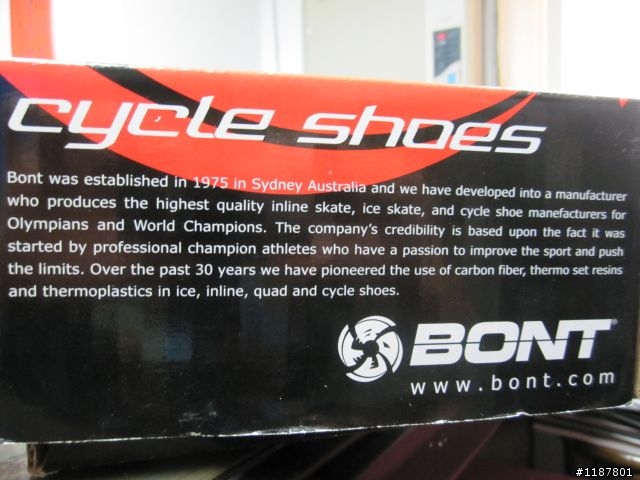 cycle shoes
Bont was established in 1975 in Sydney Australia and we have developed into a manufacturer
who produces the highest quality inline skate, ice skate, and cycle shoe manefacturers for
Olympians and World Champions. The company's credibility is based upon the fact it was
started by professional champion athletes who have a passion to improve the sport and push
the limits. Over the past 30 years we have pioneered the use of carbon fiber, thermo set resins
and thermoplastics in ice, inline, quad and cycle shoes.
BONT
www.bont.com
#1187801